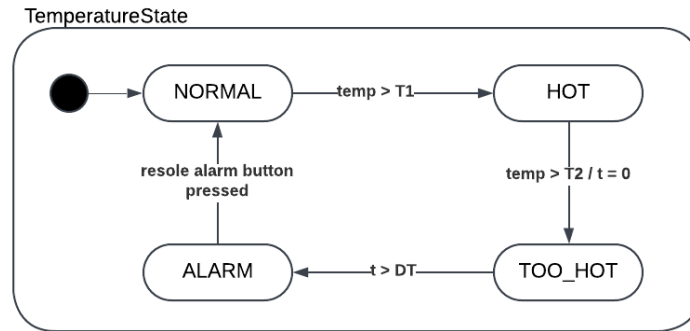 TemperatureState
NORMAL
temp > T1
HOT
resole alarm button
pressed
temp > T2 / t = 0
ALARM
t > DT
TOO_HOT